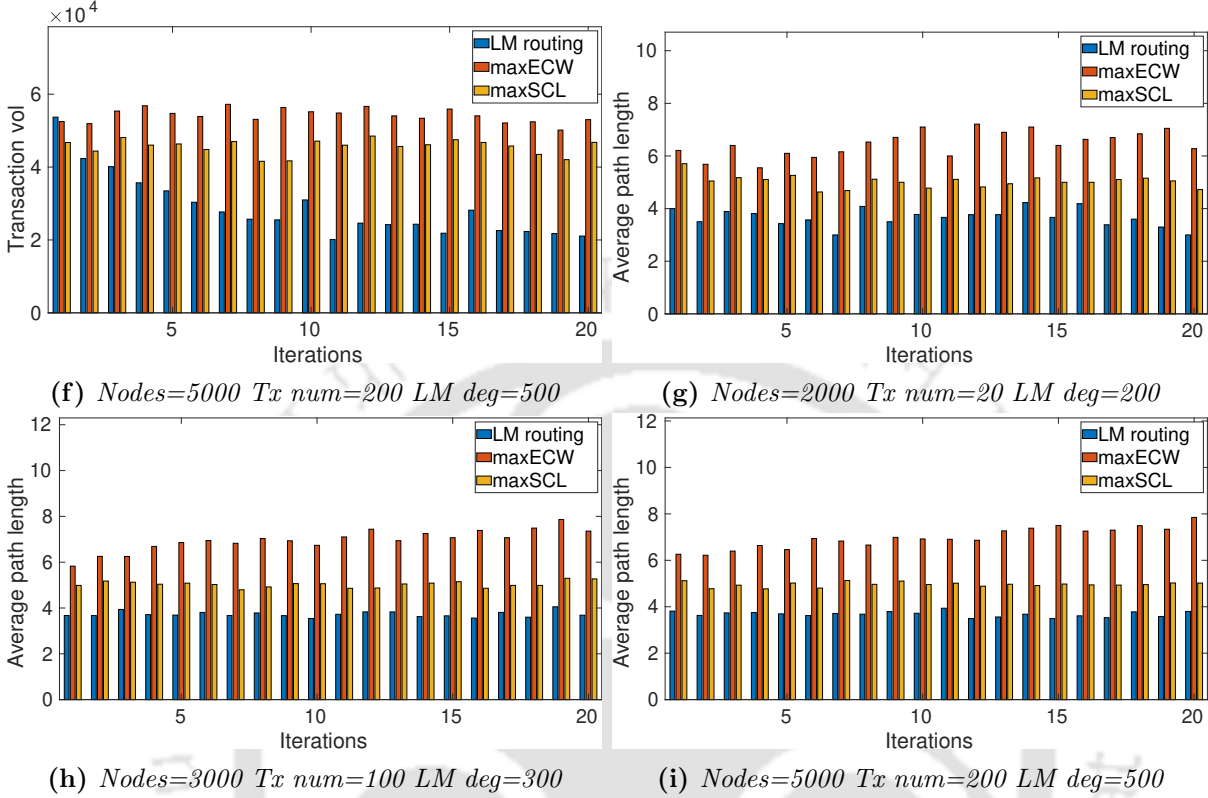 ×10^4
LM routing
maxECW
maxSCL
Transaction vol
6
4
2
0
5
10
15
20
Iterations
(f) Nodes=5000 Tx num=200 LM deg=500
LM routing
maxECW
maxSCL
Average path length
10
8
6
4
2
0
5
10
15
20
Iterations
(g) Nodes=2000 Tx num=20 LM deg=200
LM routing
maxECW
maxSCL
Average path length
12
10
8
6
4
2
0
5
10
15
20
Iterations
(h) Nodes=3000 Tx num=100 LM deg=300
LM routing
maxECW
maxSCL
Average path length
12
10
8
6
4
2
0
5
10
15
20
Iterations
(i) Nodes=5000 Tx num=200 LM deg=500